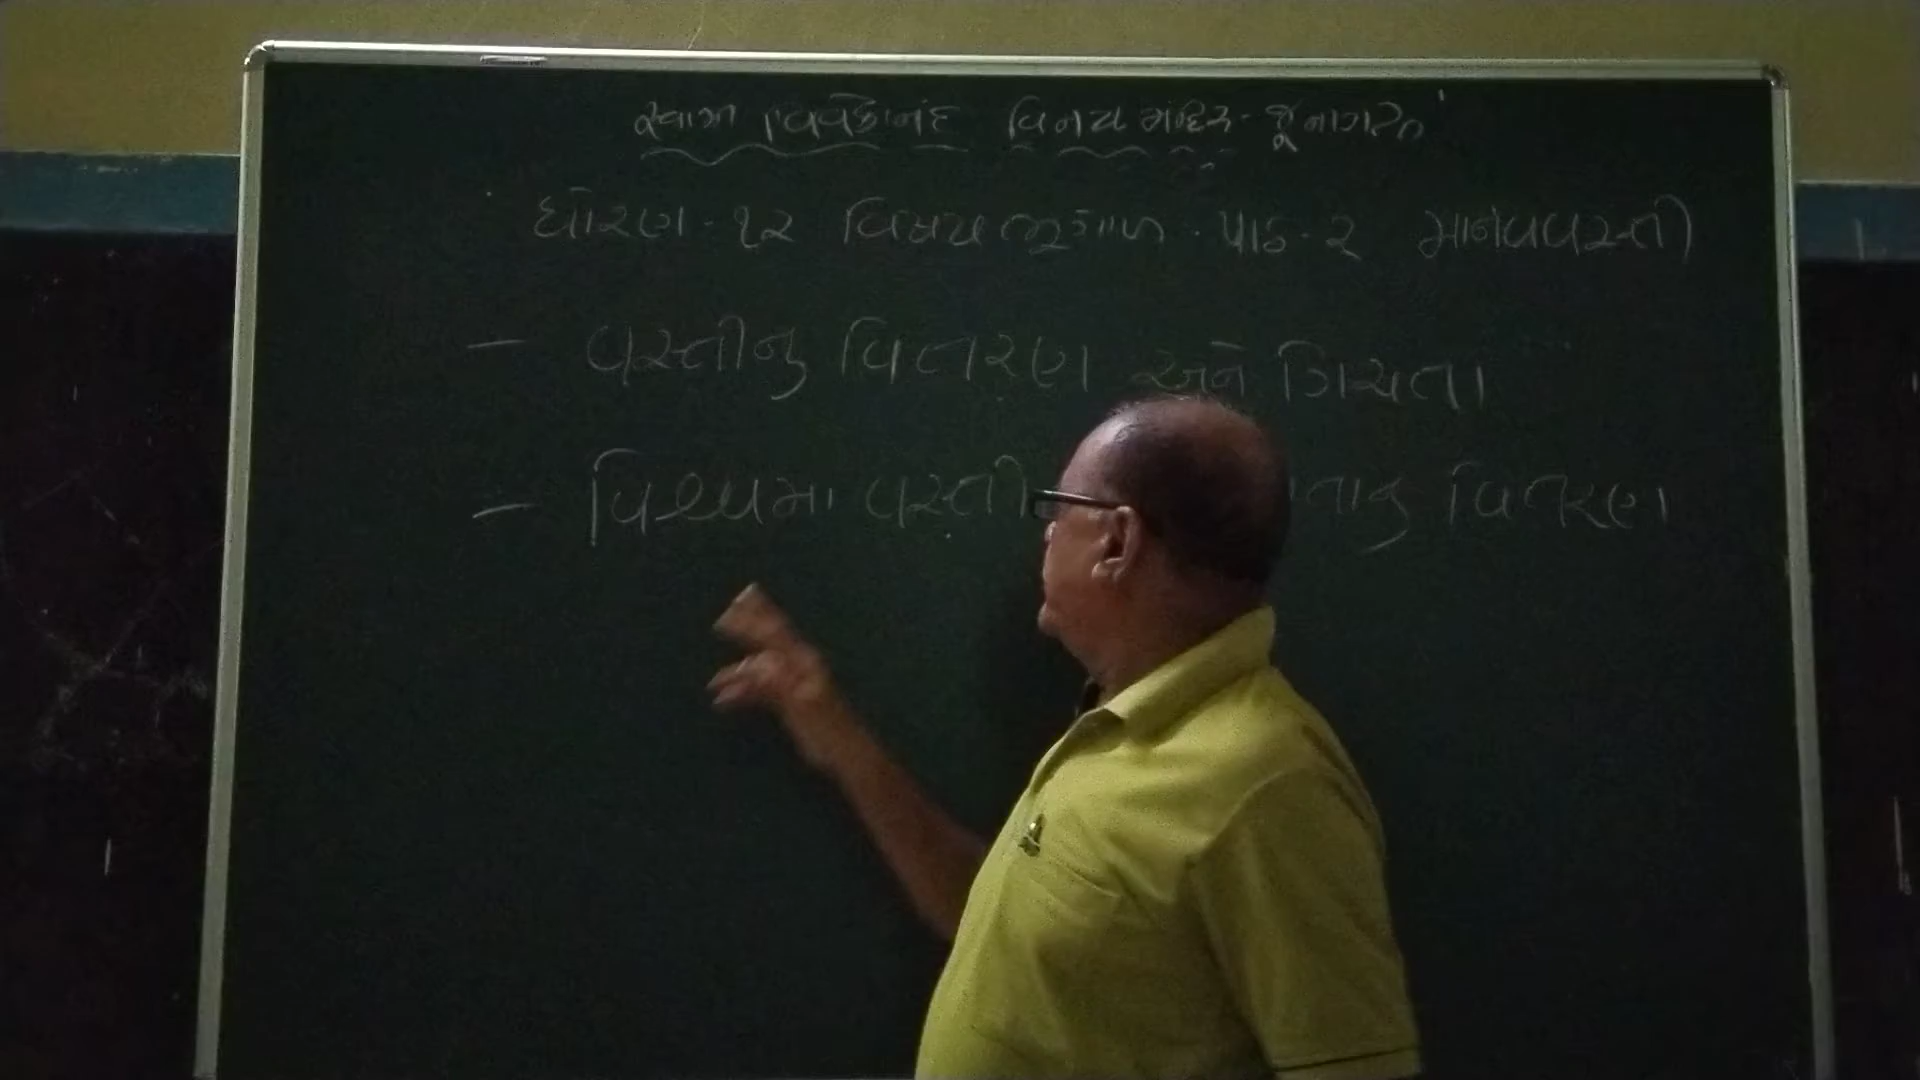 સ્વામી વિવેકાનંદ વિનય મંદિર - જૂનાગઢ
ધોરણ - ૧૨ વિષય ભૂગોળ - પાઠ - ૨ માનવવસ્તી
- વસ્તીનુ વિતરણ અને ગિચતા
- વિશ્વમા વસ્તી તાનુ વિતરણ